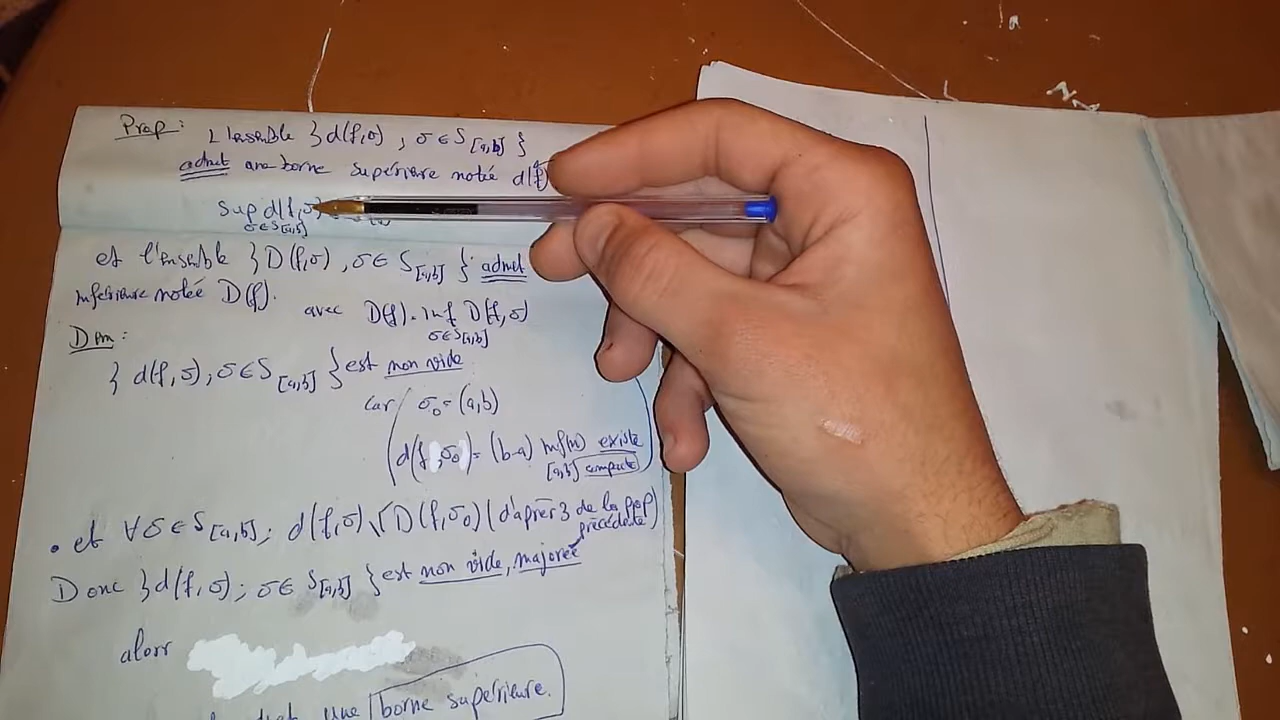 Prop: L'ensemble }d(f,σ), σ∈S[a,b]{
admet une borne supérieure notée d(f)
sup d(f,σ)
σ∈S[a,b]
et l'ensemble }D(f,σ), σ∈S[a,b]{ admet
inférieure notée D(f). avec D(f)=inf D(f,σ)
σ∈S[a,b]
Dm:
} d(f,σ), σ∈S[a,b] { est non vide
car σ₀=(a,b)
d(f,σ₀)=(b-a) inf(m) existe
[a,b] compacte
• et ∀σ∈S[a,b]; d(f,σ)≤D(f,σ₀) (d'après 3 de la prop
précédente)
Donc }d(f,σ); σ∈S[a,b] { est non vide, majorée
alors
une borne supérieure.